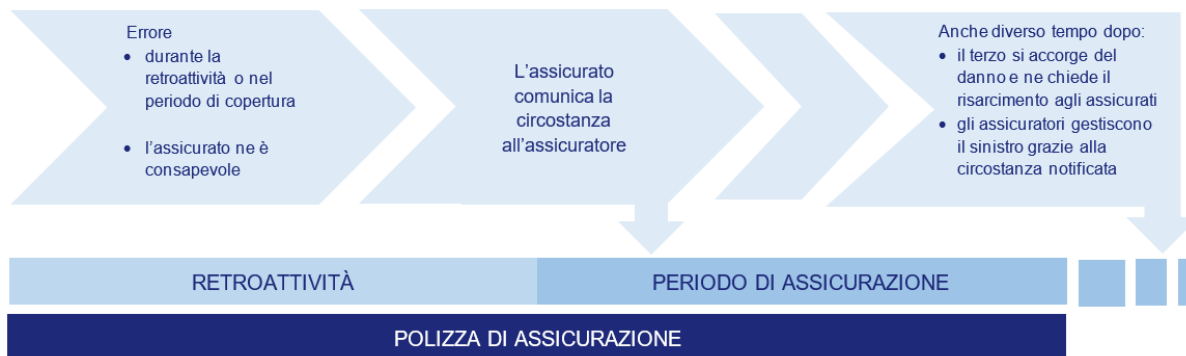 Errore
• durante la
retroattività o nel
periodo di copertura
• l'assicurato ne è
consapevole
L'assicurato
comunica la
circostanza
all'assicuratore
Anche diverso tempo dopo:
• il terzo si accorge del
danno e ne chiede il
risarcimento agli assicurati
• gli assicuratori gestiscono
il sinistro grazie alla
circostanza notificata
RETROATTIVITÀ
PERIODO DI ASSICURAZIONE
POLIZZA DI ASSICURAZIONE